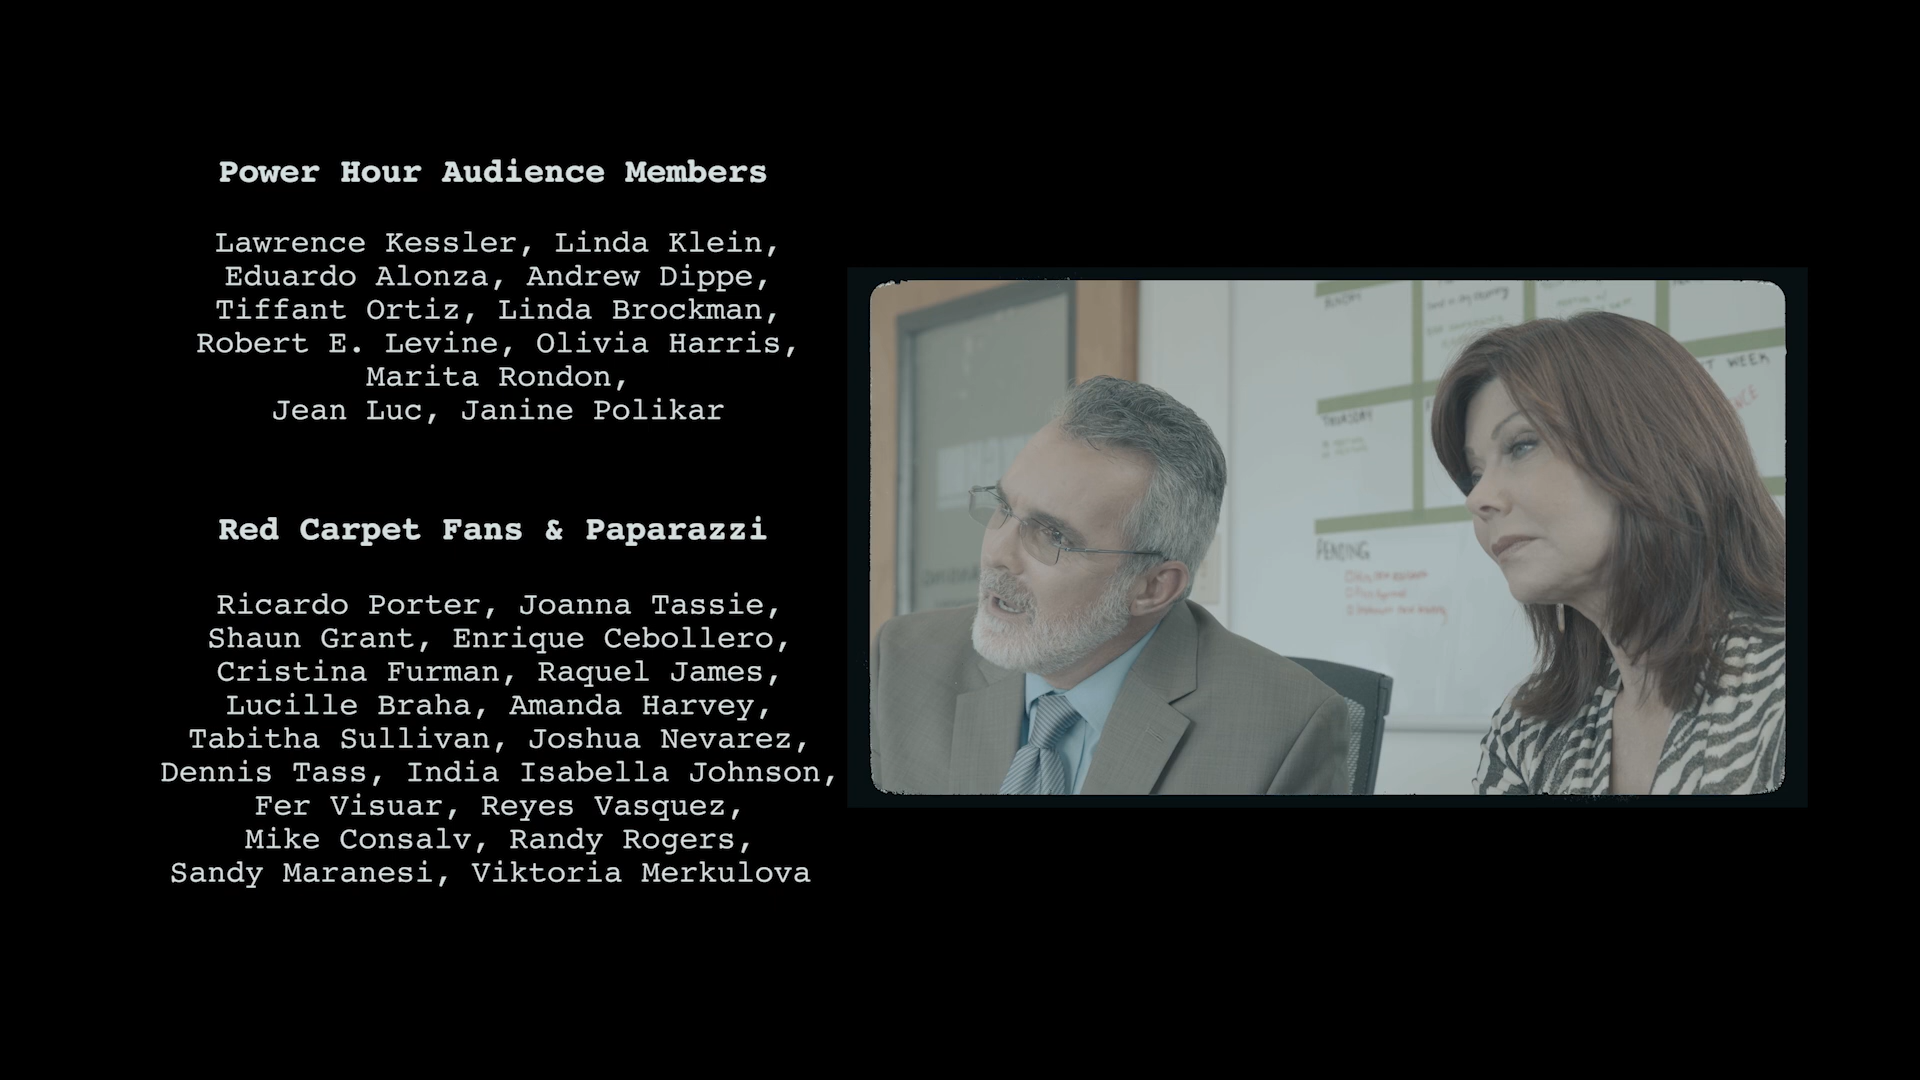 Power Hour Audience Members
Lawrence Kessler, Linda Klein,
Eduardo Alonza, Andrew Dippe,
Tiffant Ortiz, Linda Brockman,
Robert E. Levine, Olivia Harris,
Marita Rondon,
Jean Luc, Janine Polikar
Red Carpet Fans & Paparazzi
Ricardo Porter, Joanna Tassie,
Shaun Grant, Enrique Cebollero,
Cristina Furman, Raquel James,
Lucille Braha, Amanda Harvey,
Tabitha Sullivan, Joshua Nevarez,
Dennis Tass, India Isabella Johnson,
Fer Visuar, Reyes Vasquez,
Mike Consalv, Randy Rogers,
Sandy Maranesi, Viktoria Merkulova
WEEK
THURSDAY
PENDING